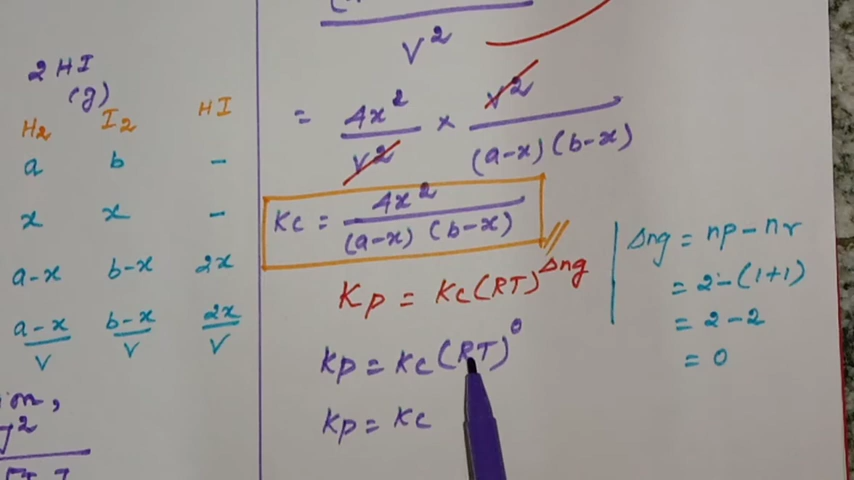 2HI
(g)
H2 I2 HI
a b -
x x -
a-x b-x 2x
a-x/V b-x/V 2x/V
on,
V²
= 4x²/V² × V²/(a-x)(b-x)
Kc = 4x²/(a-x)(b-x)
Kp = Kc(RT)^Δng
Kp = Kc(RT)^0
Kp = Kc
Δng = np-nr
= 2-(1+1)
= 2-2
= 0